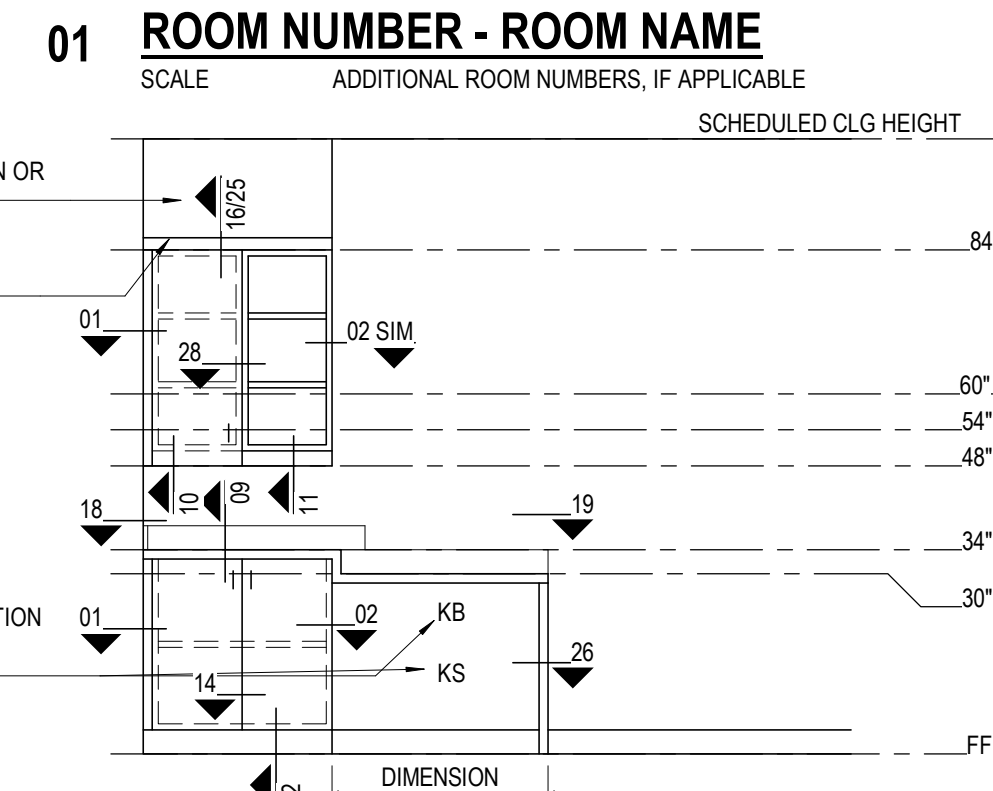 01 ROOM NUMBER - ROOM NAME
SCALE ADDITIONAL ROOM NUMBERS, IF APPLICABLE
SCHEDULED CLG HEIGHT
OR
16/25
84
01
02 SIM
28
60"
54"
48"
10
09
11
18
19
34"
30"
01
02
KB
KS
26
14
FF
DIMENSION